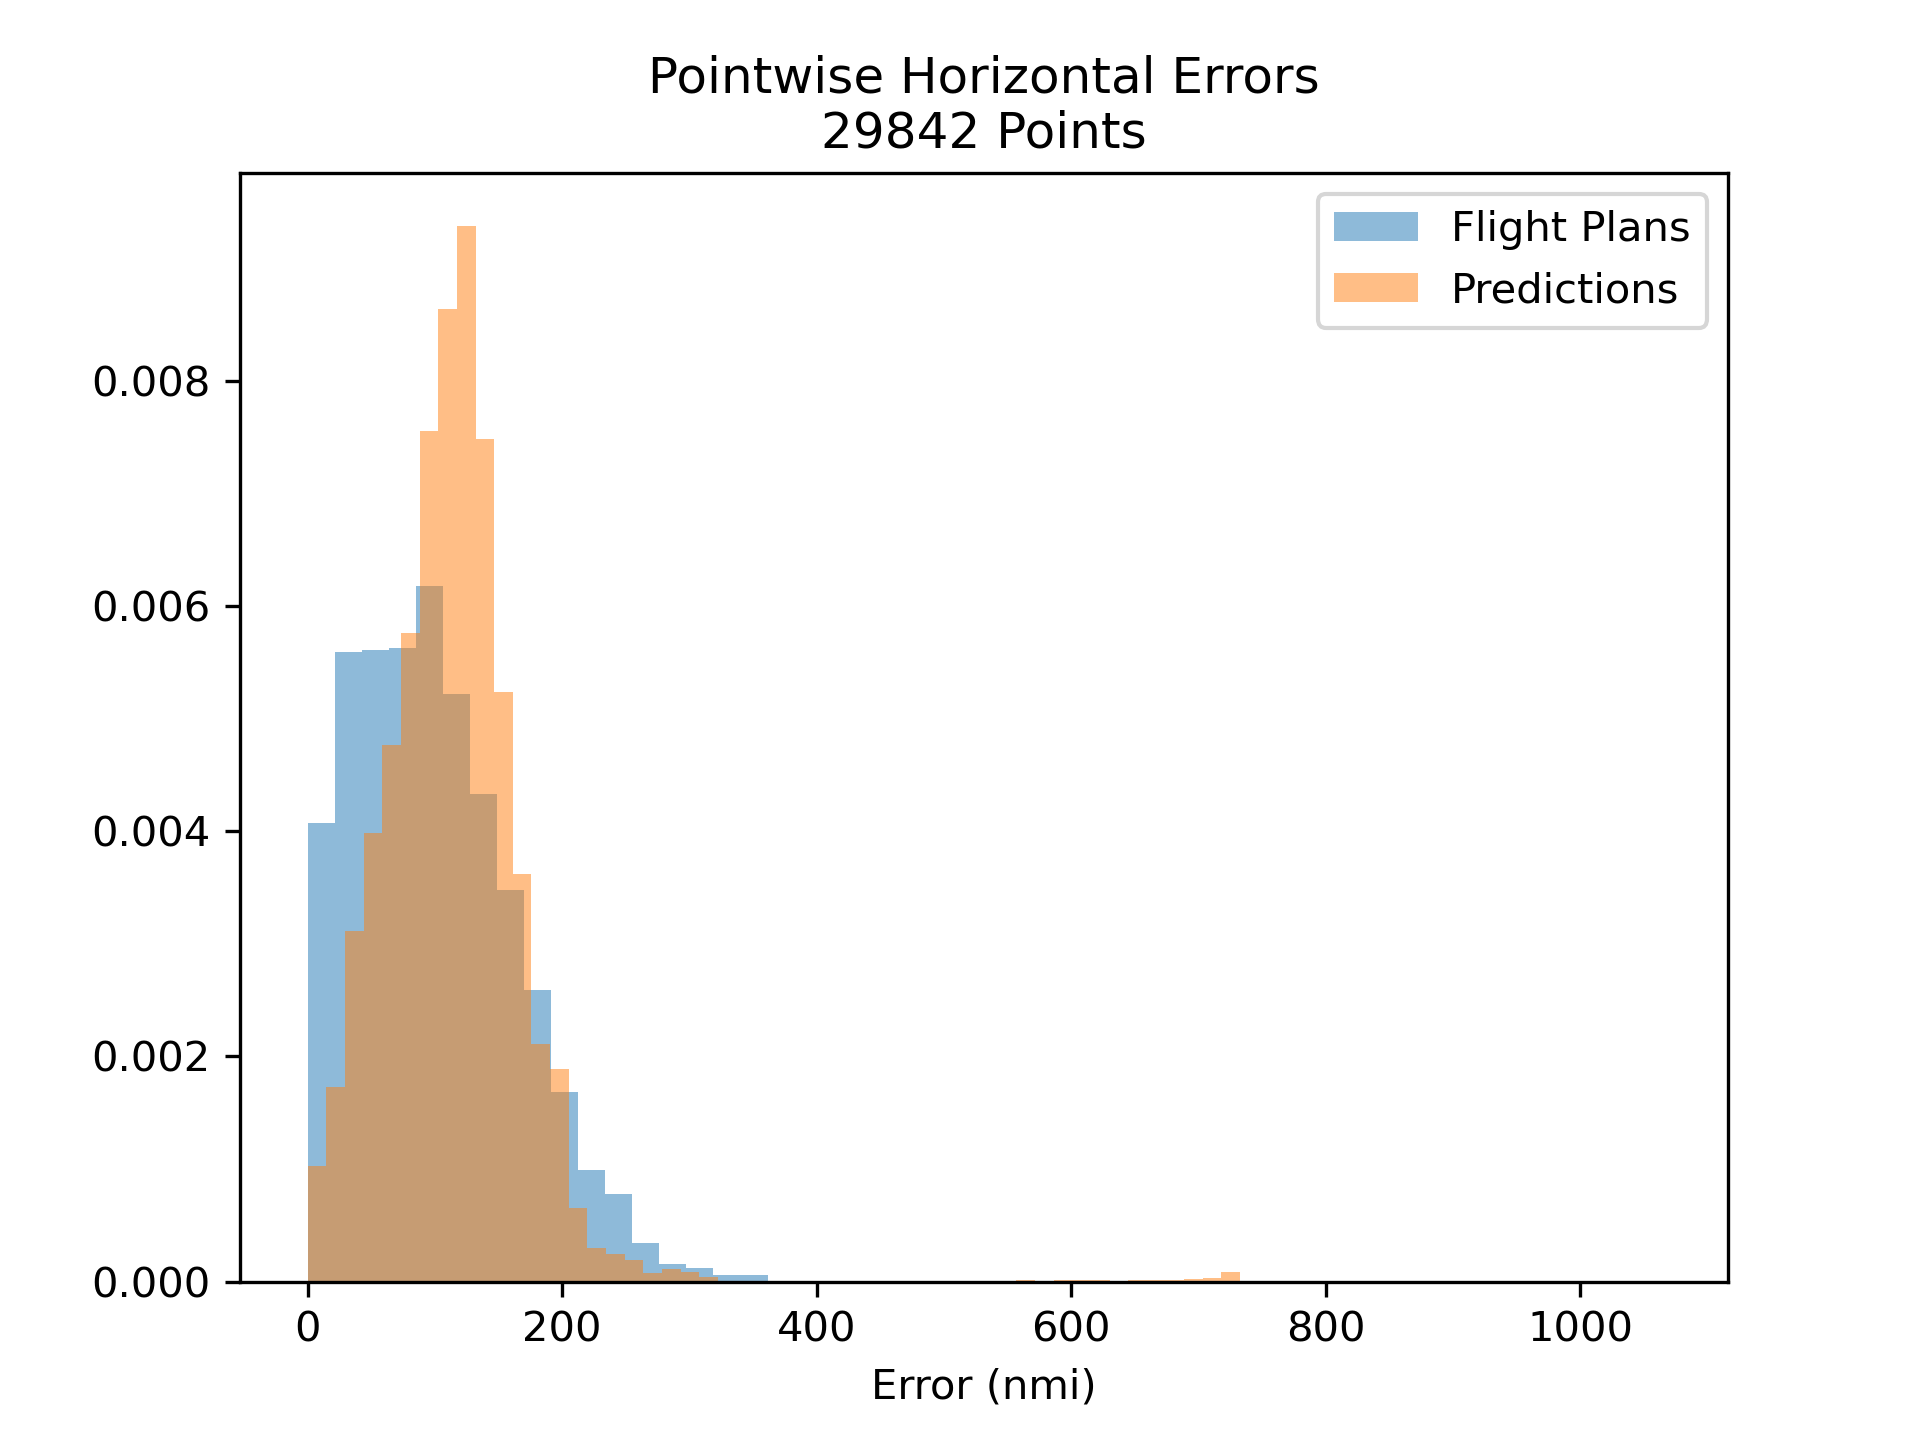 Pointwise Horizontal Errors
29842 Points
Flight Plans
Predictions
0.008
0.006
0.004
0.002
0.000
0 200 400 600 800 1000
Error (nmi)